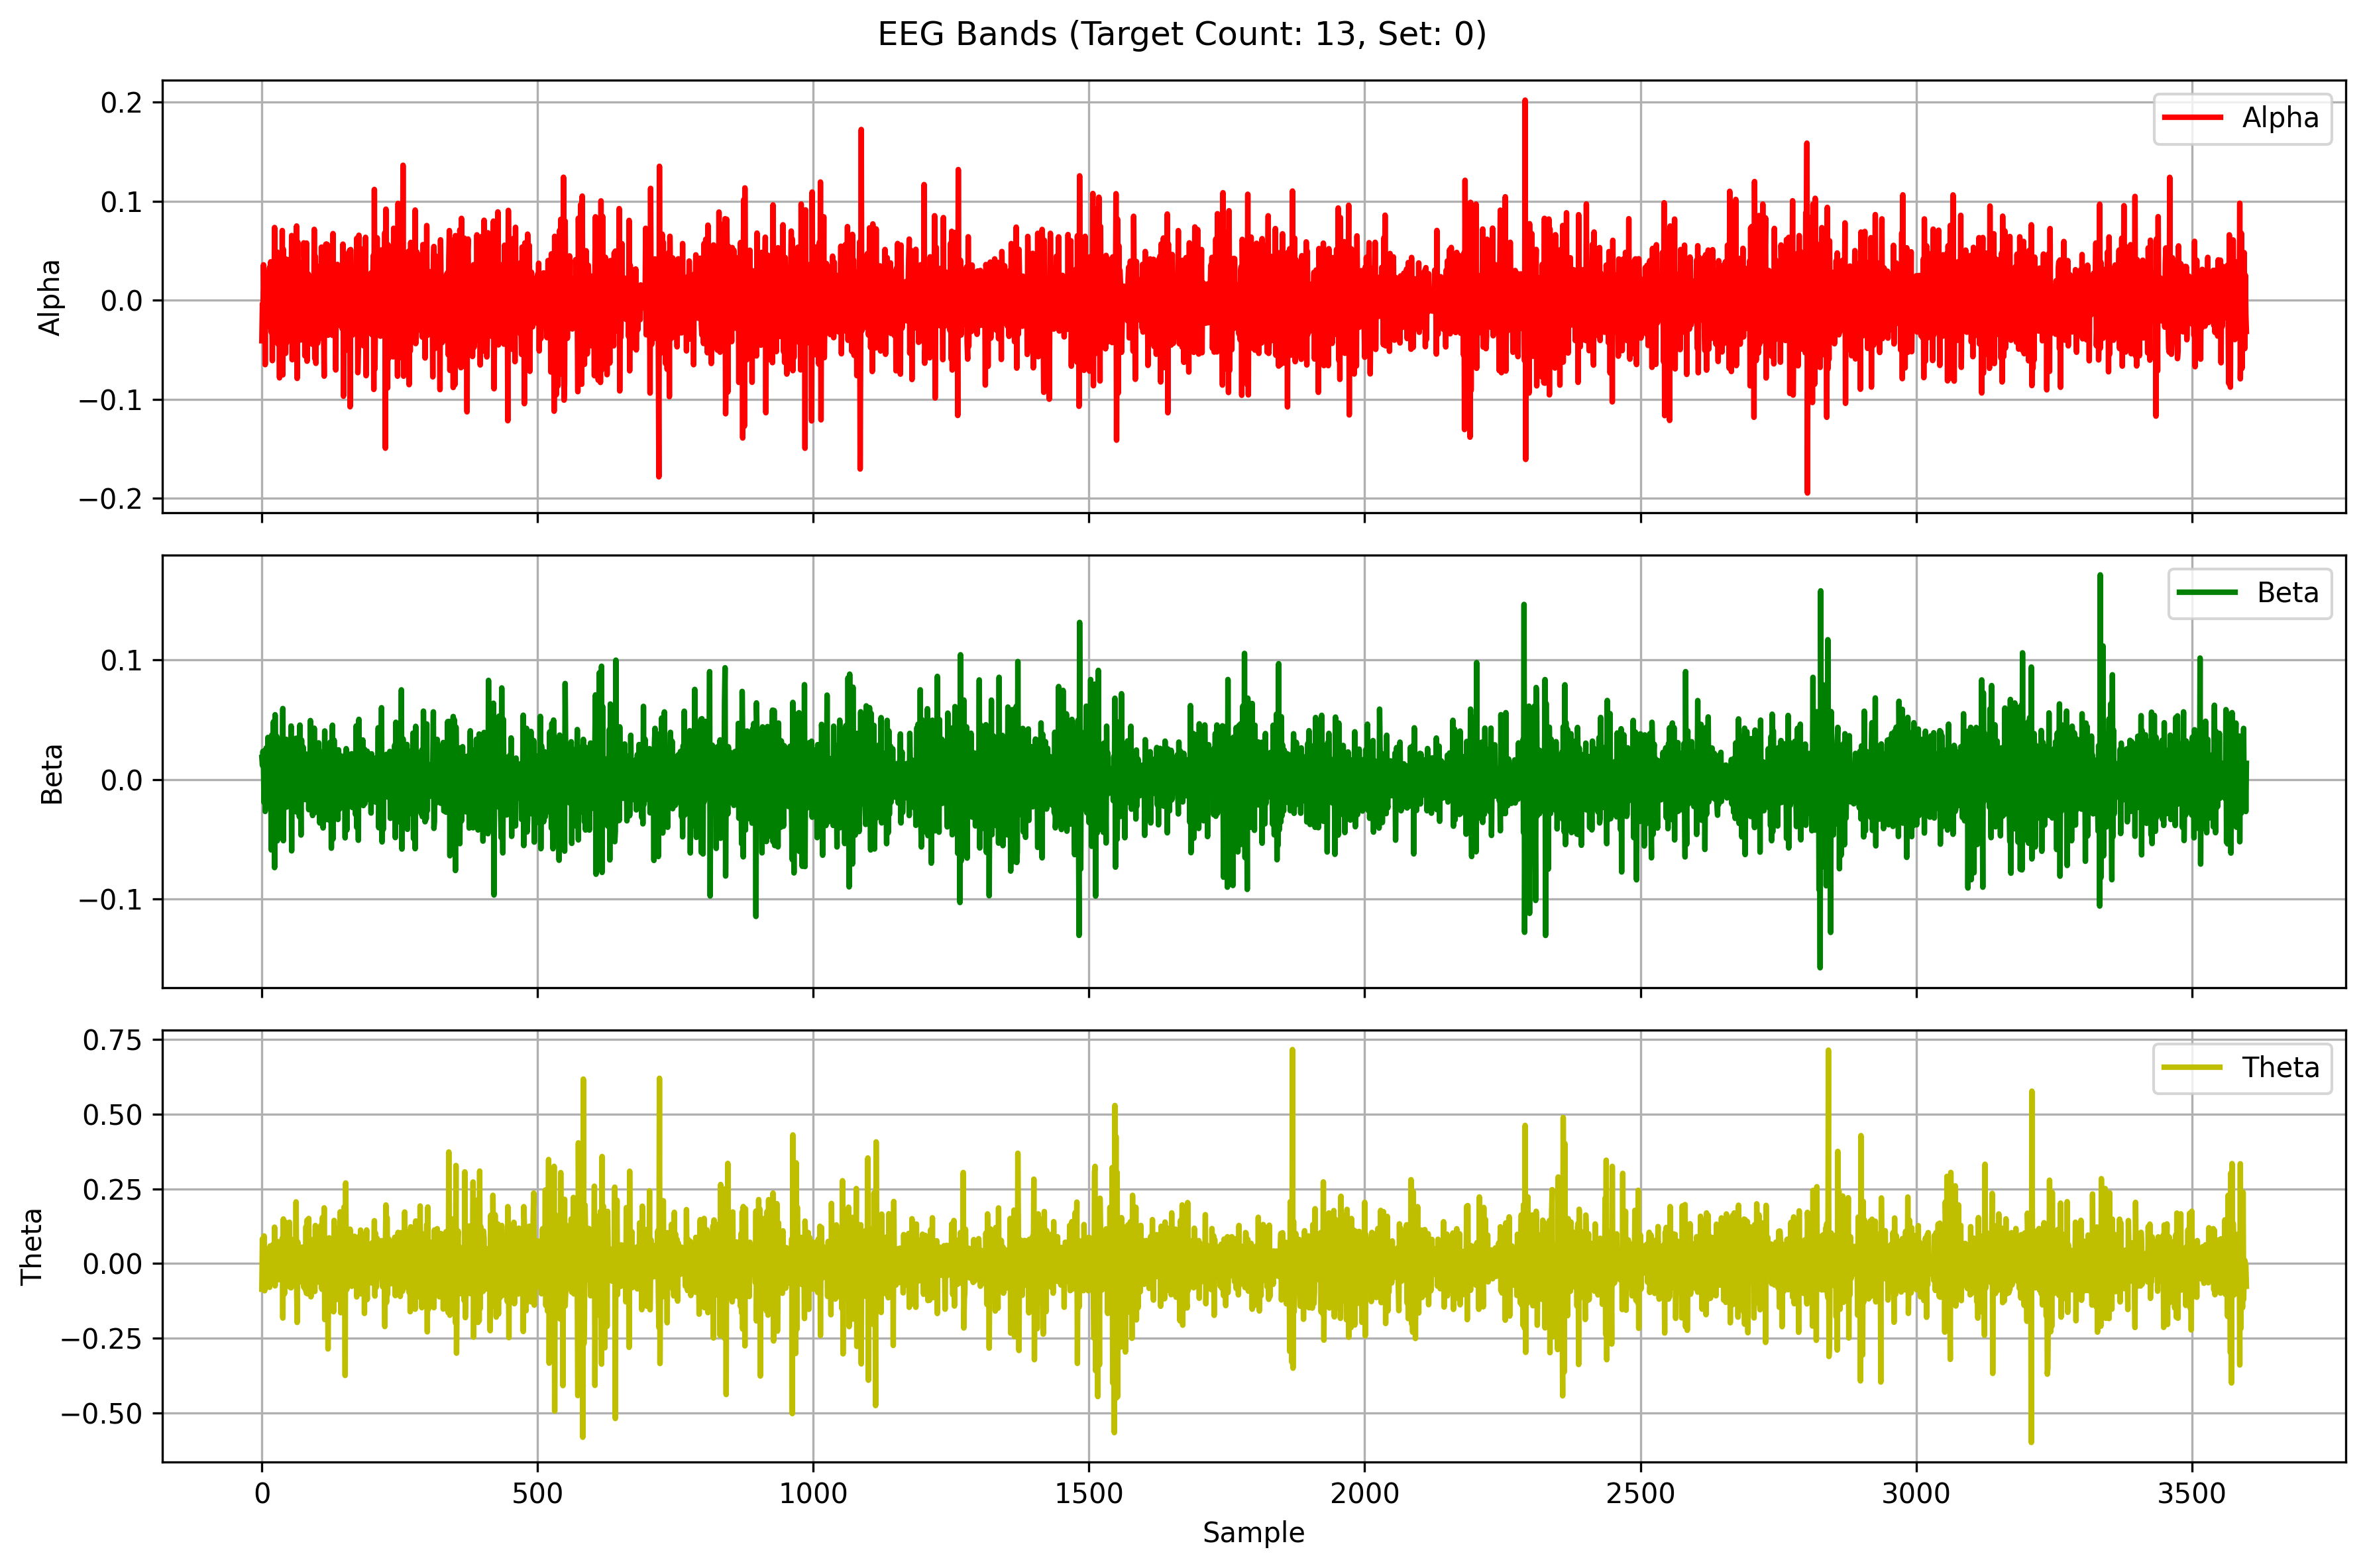 EEG Bands (Target Count: 13, Set: 0)
0.2
0.1
0.0
−0.1
−0.2
Alpha
Alpha
0.1
0.0
−0.1
Beta
Beta
0.75
0.50
0.25
0.00
−0.25
−0.50
Theta
Theta
0 500 1000 1500 2000 2500 3000 3500
Sample